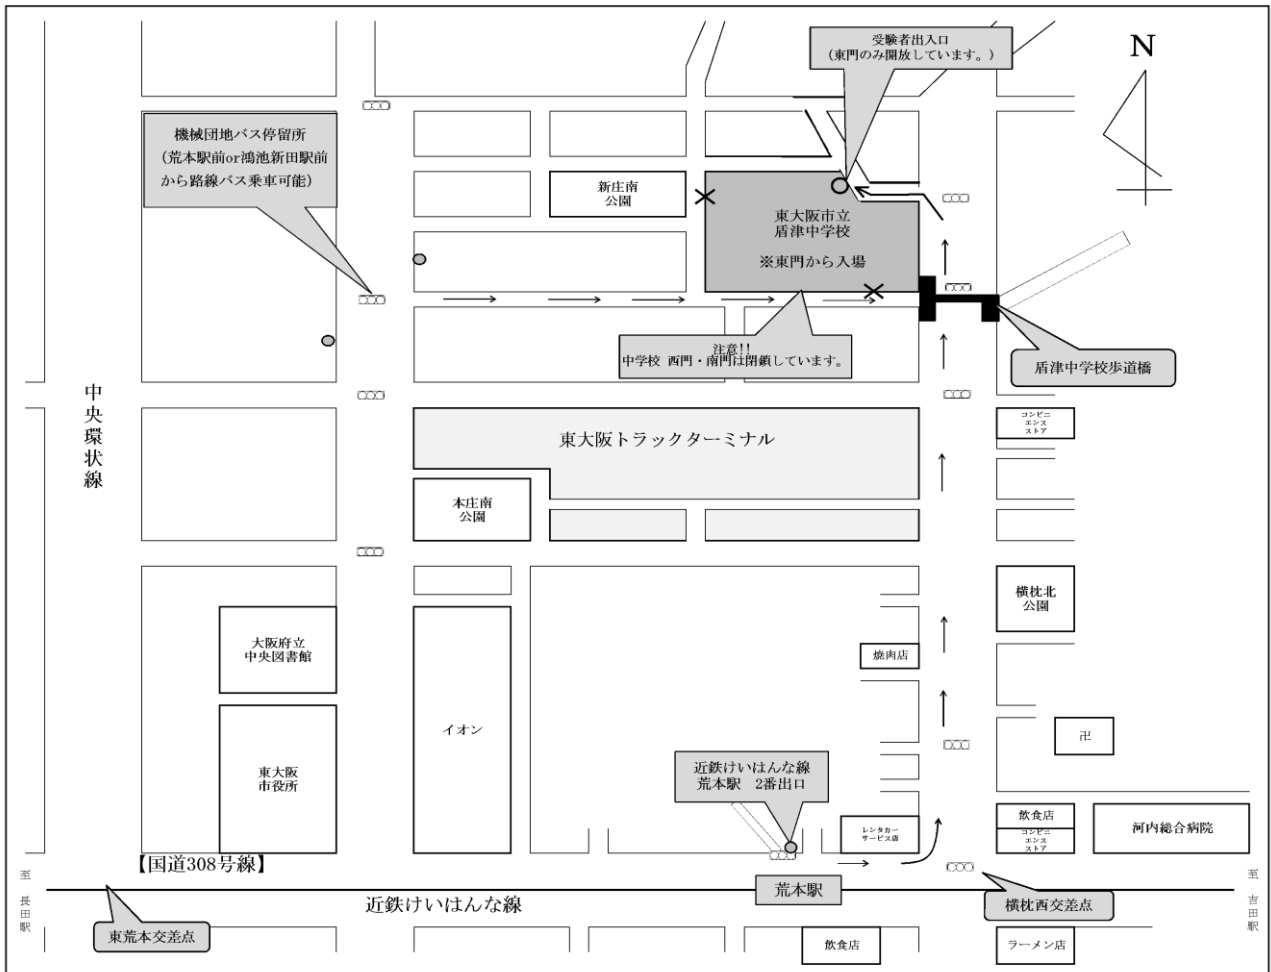 受験者出入口
（東門のみ開放しています。）
N
機械団地バス停留所
（荒本駅前or鴻池新田駅前
から路線バス乗車可能）
新庄南
公園
東大阪市立
盾津中学校
※東門から入場
注意!!
中学校 西門・南門は閉鎖しています。
盾津中学校歩道橋
中央環状線
東大阪トラックターミナル
コンビニ
エンス
ストア
本庄南
公園
横枕北
公園
大阪府立
中央図書館
焼肉店
イオン
卍
東大阪
市役所
近鉄けいはんな線
荒本駅　2番出口
レンタカー
サービス店
飲食店
コンビニ
エンス
ストア
河内総合病院
【国道308号線】
至 長田駅
至 吉田駅
荒本駅
近鉄けいはんな線
横枕西交差点
東荒本交差点
飲食店
ラーメン店